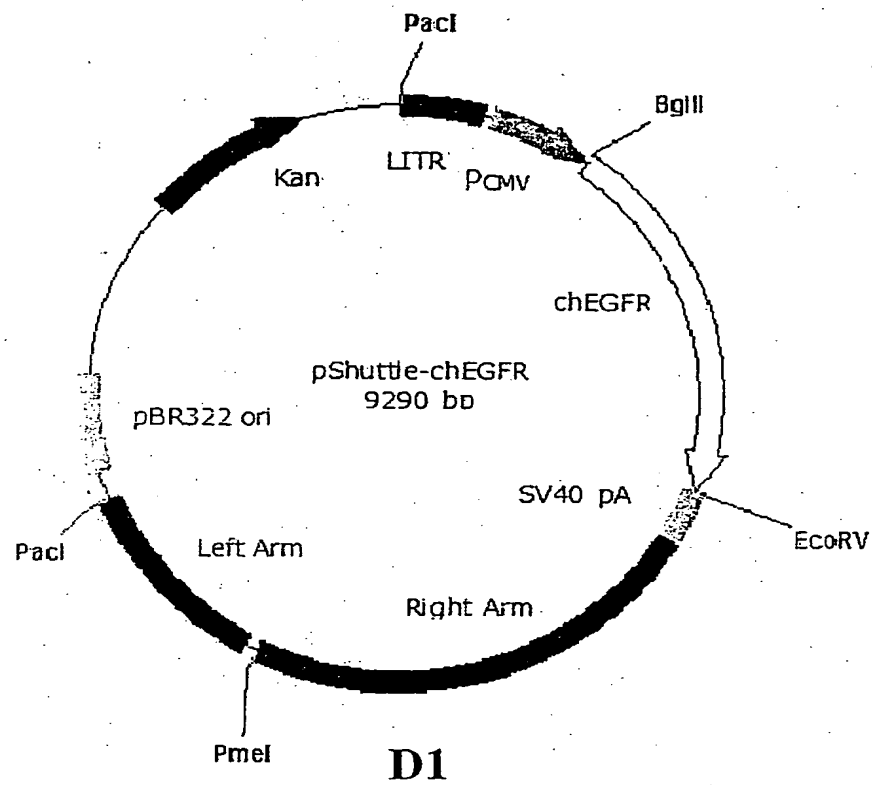 PacI
BglII
Kan
LITR
PCMV
chEGFR
pShuttle-chEGFR
9290 bp
pBR322 ori
SV40 pA
EcoRV
PacI
Left Arm
Right Arm
PmeI
D1